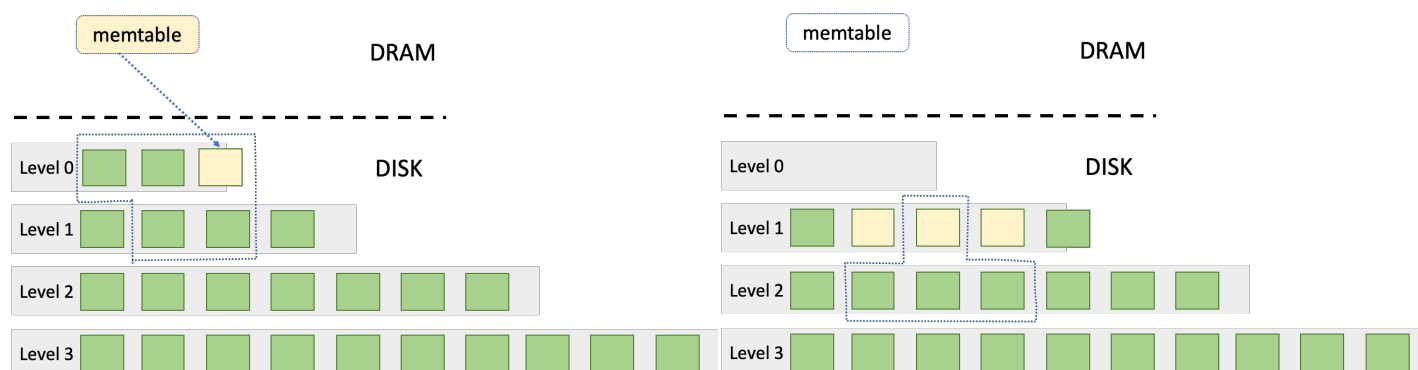 memtable
DRAM
Level 0
DISK
Level 1
Level 2
Level 3
memtable
DRAM
Level 0
DISK
Level 1
Level 2
Level 3